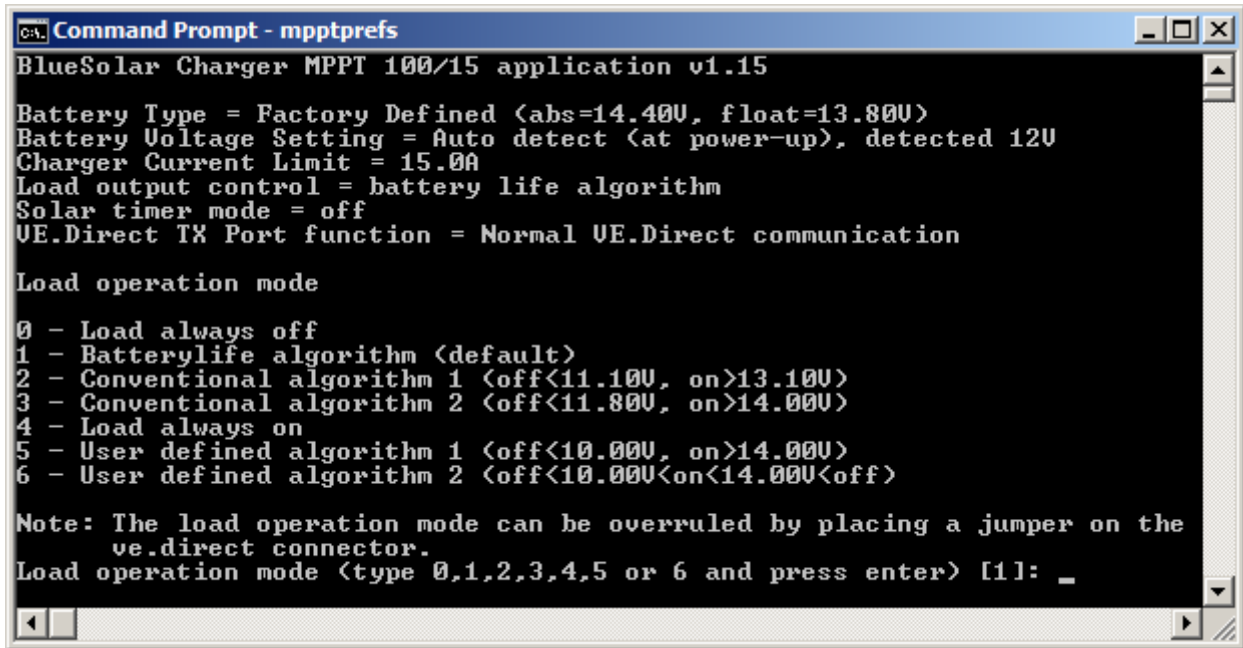 Command Prompt - mpptprefs
BlueSolar Charger MPPT 100/15 application v1.15
Battery Type = Factory Defined (abs=14.40V, float=13.80V)
Battery Voltage Setting = Auto detect (at power-up), detected 12V
Charger Current Limit = 15.0A
Load output control = battery life algorithm
Solar timer mode = off
VE.Direct TX Port function = Normal VE.Direct communication
Load operation mode
0 - Load always off
1 - Batterylife algorithm (default)
2 - Conventional algorithm 1 (off<11.10V, on>13.10V)
3 - Conventional algorithm 2 (off<11.80V, on>14.00V)
4 - Load always on
5 - User defined algorithm 1 (off<10.00V, on>14.00V)
6 - User defined algorithm 2 (off<10.00V<on<14.00V<off)
Note: The load operation mode can be overruled by placing a jumper on the
ve.direct connector.
Load operation mode (type 0,1,2,3,4,5 or 6 and press enter) [1]: _